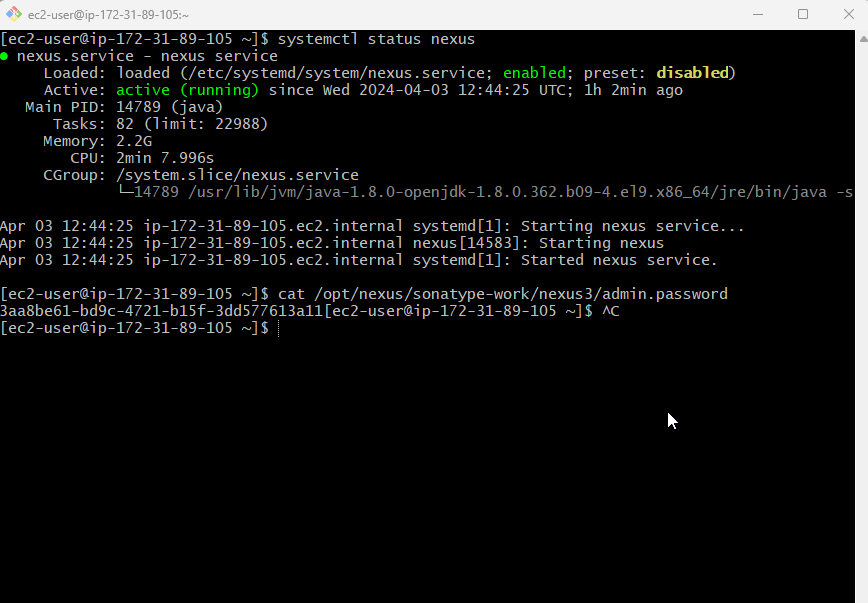 ec2-user@ip-172-31-89-105:~
[ec2-user@ip-172-31-89-105 ~]$ systemctl status nexus
● nexus.service - nexus service
Loaded: loaded (/etc/systemd/system/nexus.service; enabled; preset: disabled)
Active: active (running) since Wed 2024-04-03 12:44:25 UTC; 1h 2min ago
Main PID: 14789 (java)
Tasks: 82 (limit: 22988)
Memory: 2.2G
CPU: 2min 7.996s
CGroup: /system.slice/nexus.service
└─14789 /usr/lib/jvm/java-1.8.0-openjdk-1.8.0.362.b09-4.el9.x86_64/jre/bin/java -s
Apr 03 12:44:25 ip-172-31-89-105.ec2.internal systemd[1]: Starting nexus service...
Apr 03 12:44:25 ip-172-31-89-105.ec2.internal nexus[14583]: Starting nexus
Apr 03 12:44:25 ip-172-31-89-105.ec2.internal systemd[1]: Started nexus service.
[ec2-user@ip-172-31-89-105 ~]$ cat /opt/nexus/sonatype-work/nexus3/admin.password
3aa8be61-bd9c-4721-b15f-3dd577613a11[ec2-user@ip-172-31-89-105 ~]$ ^C
[ec2-user@ip-172-31-89-105 ~]$